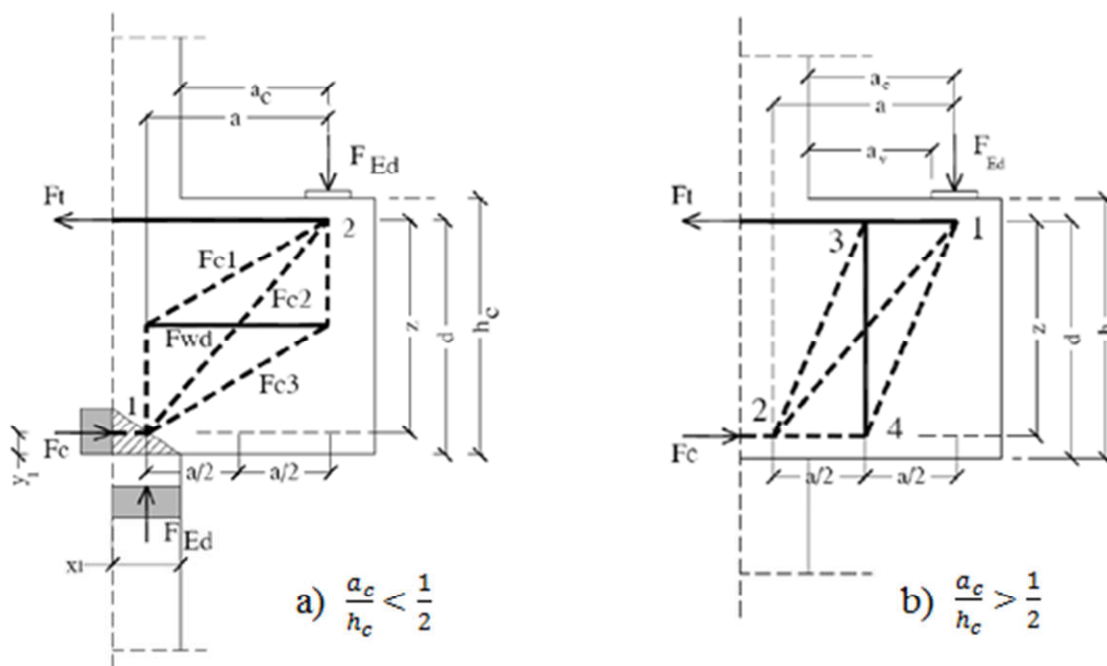 a_c
a
F_Ed
Ft
2
Fc1
Fc2
Fwd
Fc3
z
d
h_c
1
Fc
y_1
a/2
a/2
F_Ed
x1
a) a_c/h_c < 1/2
a_c
a
a_v
F_Ed
Ft
3
1
z
d
h
2
4
Fc
a/2
a/2
b) a_c/h_c > 1/2